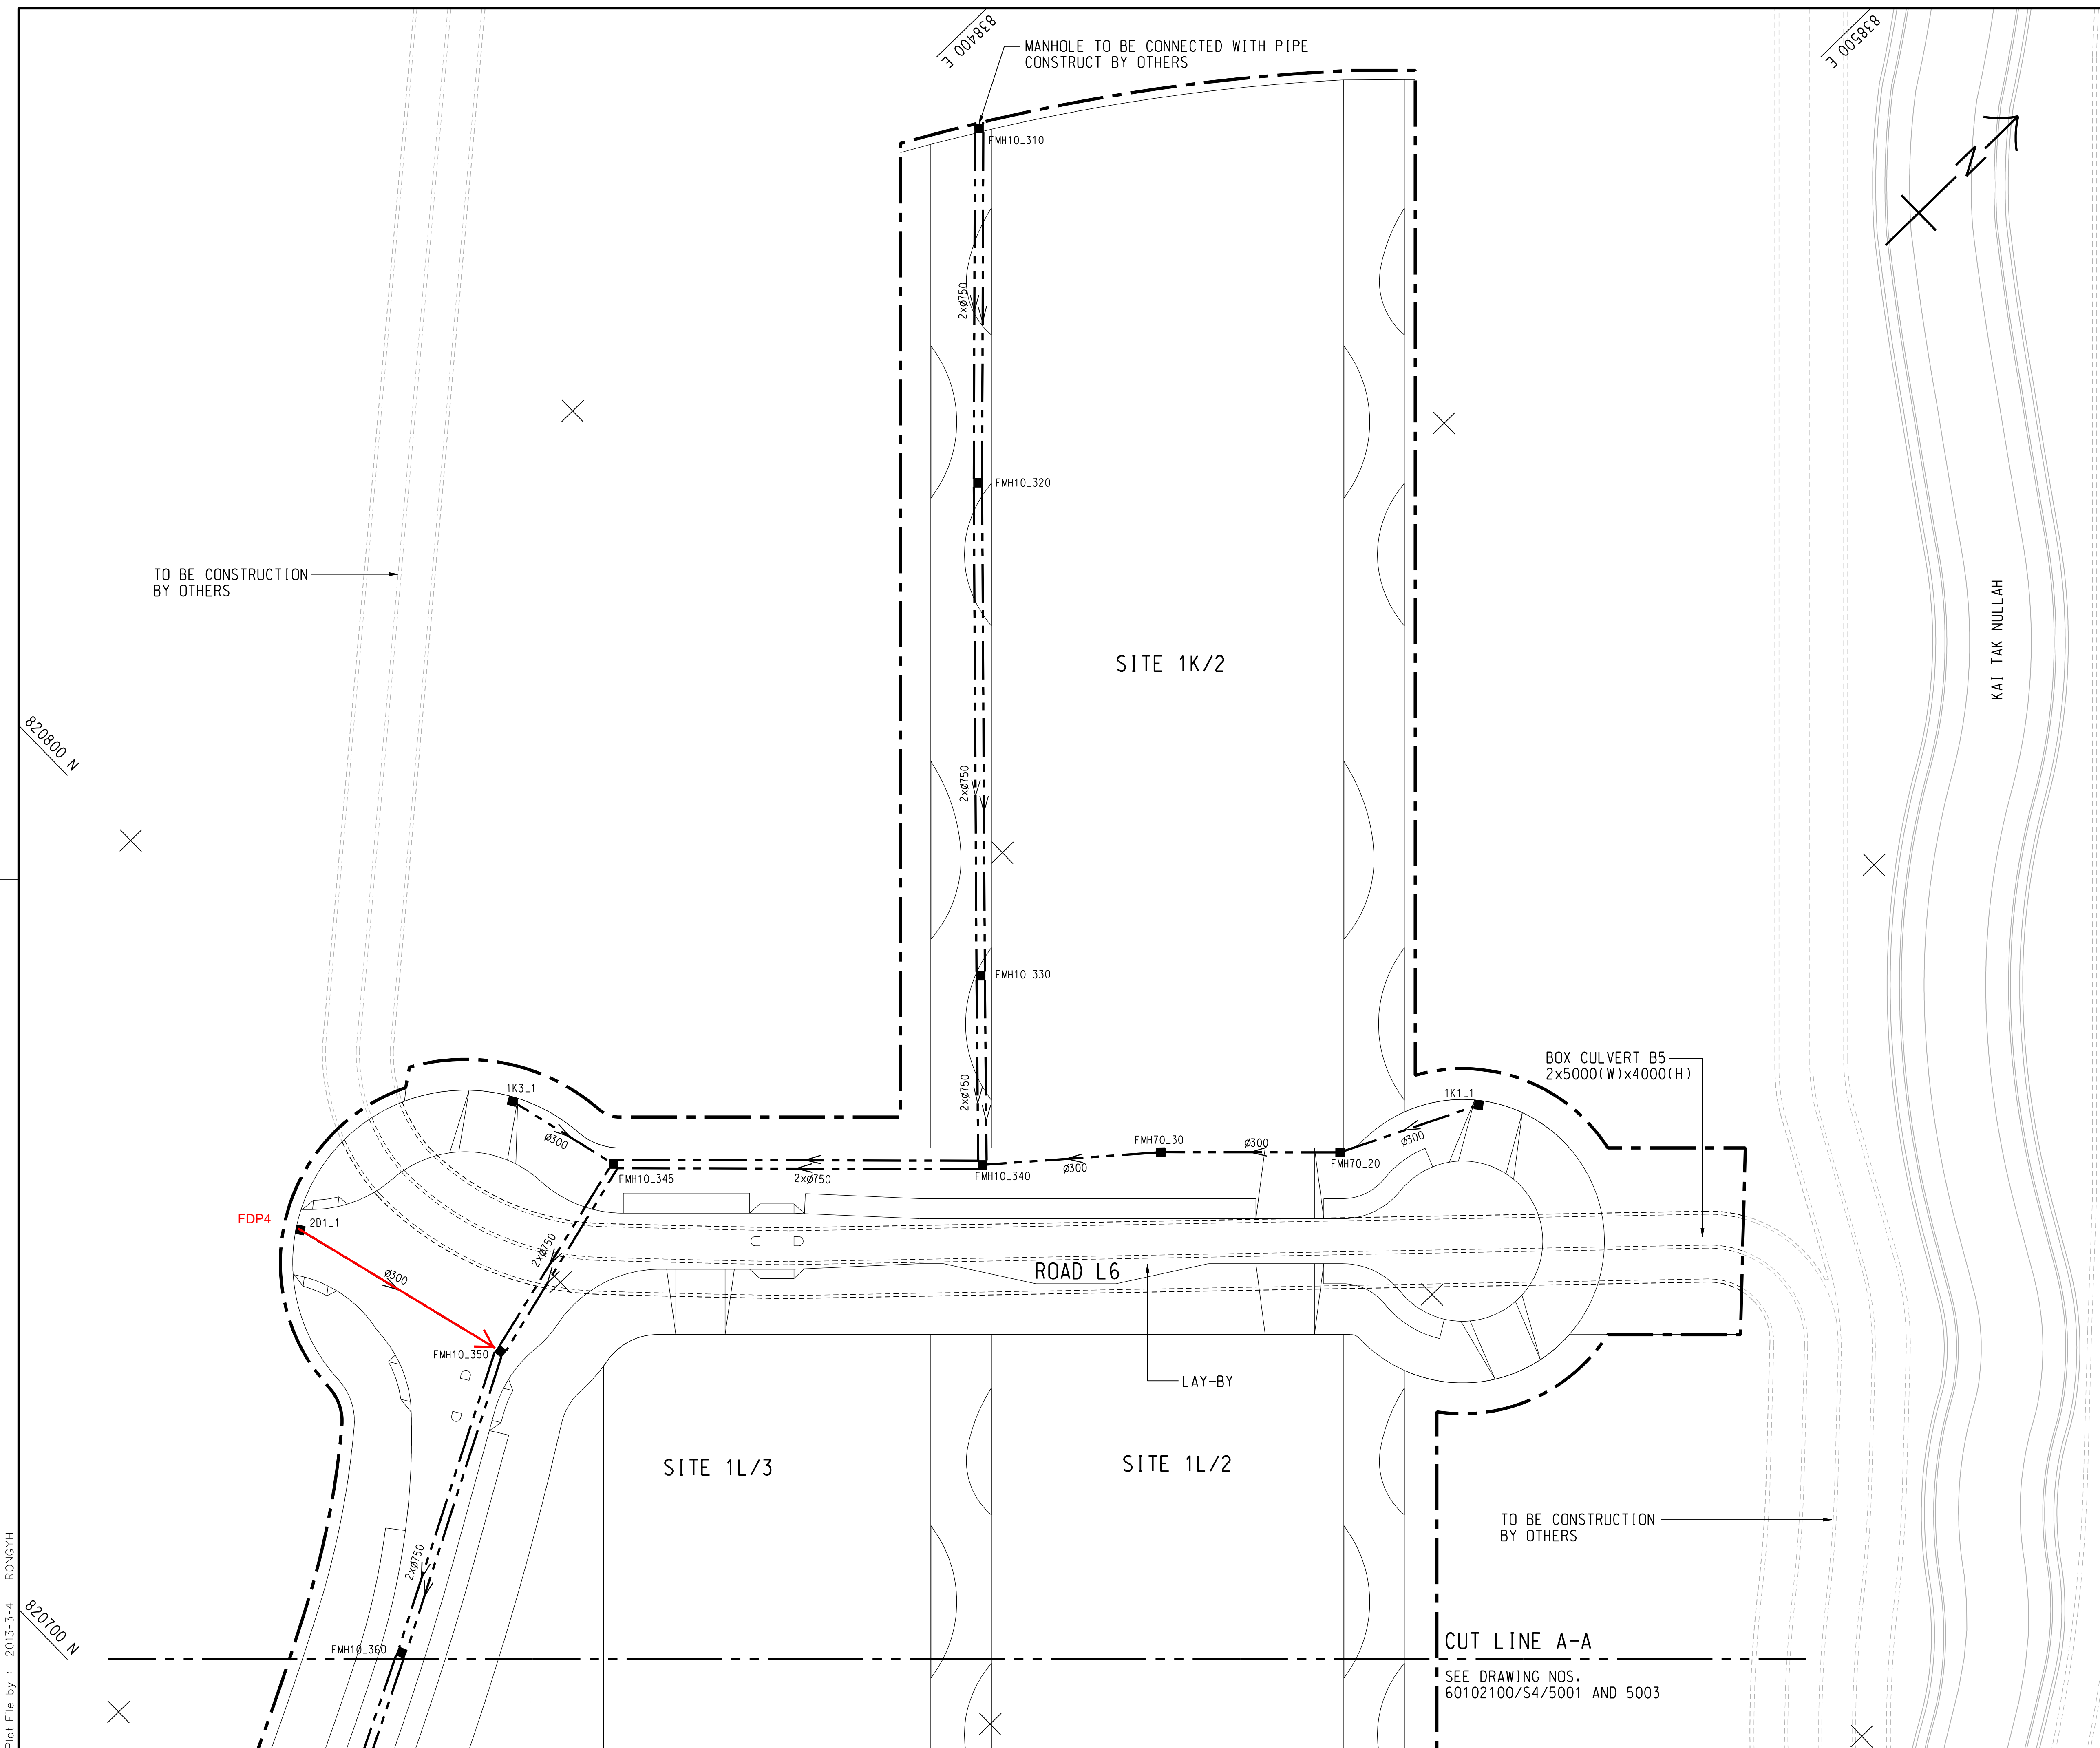 838400 E
838500 E
MANHOLE TO BE CONNECTED WITH PIPE
CONSTRUCT BY OTHERS
FMH10_310
N
2xØ750
FMH10_320
TO BE CONSTRUCTION
BY OTHERS
SITE 1K/2
KAI TAK NULLAH
820800 N
2xØ750
FMH10_330
BOX CULVERT B5
2x5000(W)x4000(H)
2xØ750
1K3_1
1K1_1
Ø300
FMH70_30
Ø300
Ø300
FMH10_345
2xØ750
FMH10_340
Ø300
FMH70_20
FDP4
2D1_1
2xØ750
Ø300
ROAD L6
FMH10_350
LAY-BY
SITE 1L/3
SITE 1L/2
TO BE CONSTRUCTION
BY OTHERS
2xØ750
820700 N
FMH10_360
CUT LINE A-A
SEE DRAWING NOS.
60102100/S4/5001 AND 5003
Plot File by : 2013-3-4 RONGYH